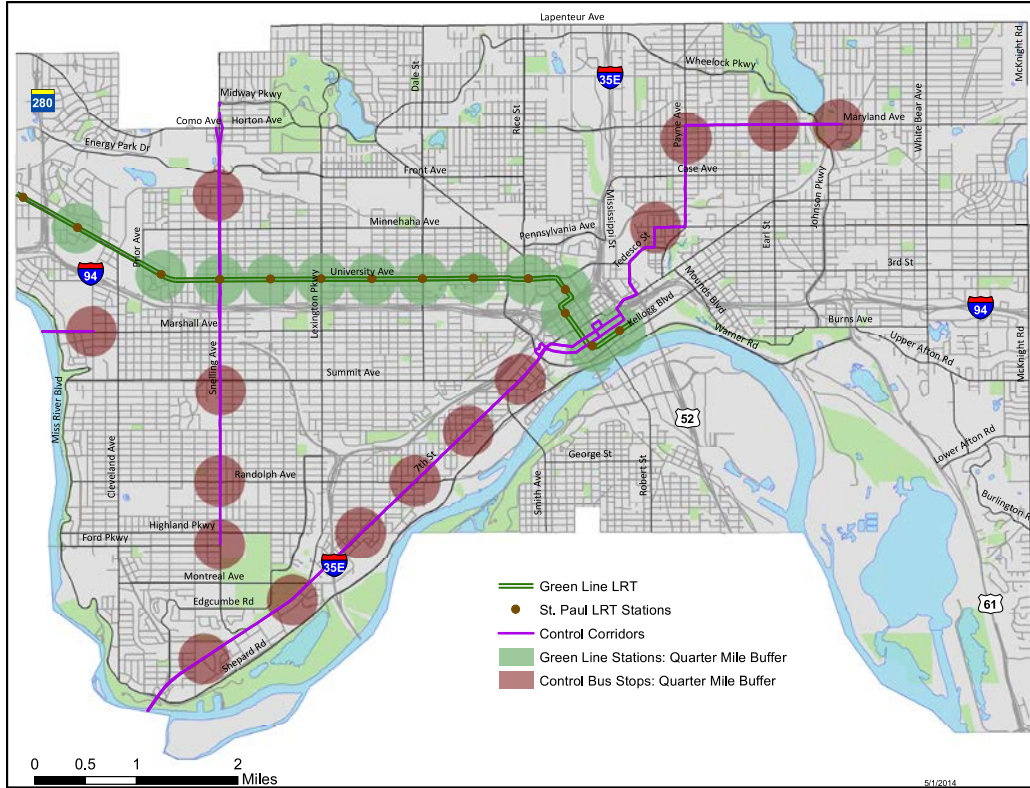 Lapenteur Ave
McKnight Rd
Wheelock Pkwy
Dale St
35E
280
Midway Pkwy
Como Ave
Horton Ave
Rice St
Payne Ave
Maryland Ave
White Bear Ave
Energy Park Dr
Front Ave
Case Ave
Johnson Pkwy
Mississippi St
Minnehaha Ave
Pennsylvania Ave
Earl St
Prior Ave
Tedesco St
94
University Ave
3rd St
Mounds Blvd
Lexington Pkwy
Kellogg Blvd
94
Marshall Ave
Burns Ave
Warner Rd
Upper Afton Rd
McKnight Rd
Snelling Ave
Summit Ave
Miss River Blvd
52
Cleveland Ave
7th St
George St
Lower Afton Rd
Randolph Ave
Smith Ave
Robert St
Burlington R
Highland Pkwy
Ford Pkwy
35E
Montreal Ave
Edgcumbe Rd
61
Shepard Rd
Green Line LRT
St. Paul LRT Stations
Control Corridors
Green Line Stations: Quarter Mile Buffer
Control Bus Stops: Quarter Mile Buffer
0 0.5 1 2
Miles
5/1/2014